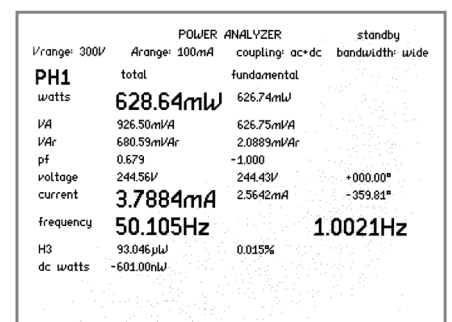 POWER ANALYZER standby
Vrange: 300V Arange: 100mA coupling: ac+dc bandwidth: wide
PH1 total fundamental
watts 628.64mW 626.74mW
VA 926.50mVA 626.75mVA
VAr 680.59mVAr 2.0889mVAr
pf 0.679 -1.000
voltage 244.56V 244.43V +000.00°
current 3.7884mA 2.5642mA -359.81°
frequency 50.105Hz 1.0021Hz
H3 93.046µW 0.015%
dc watts -601.00nW